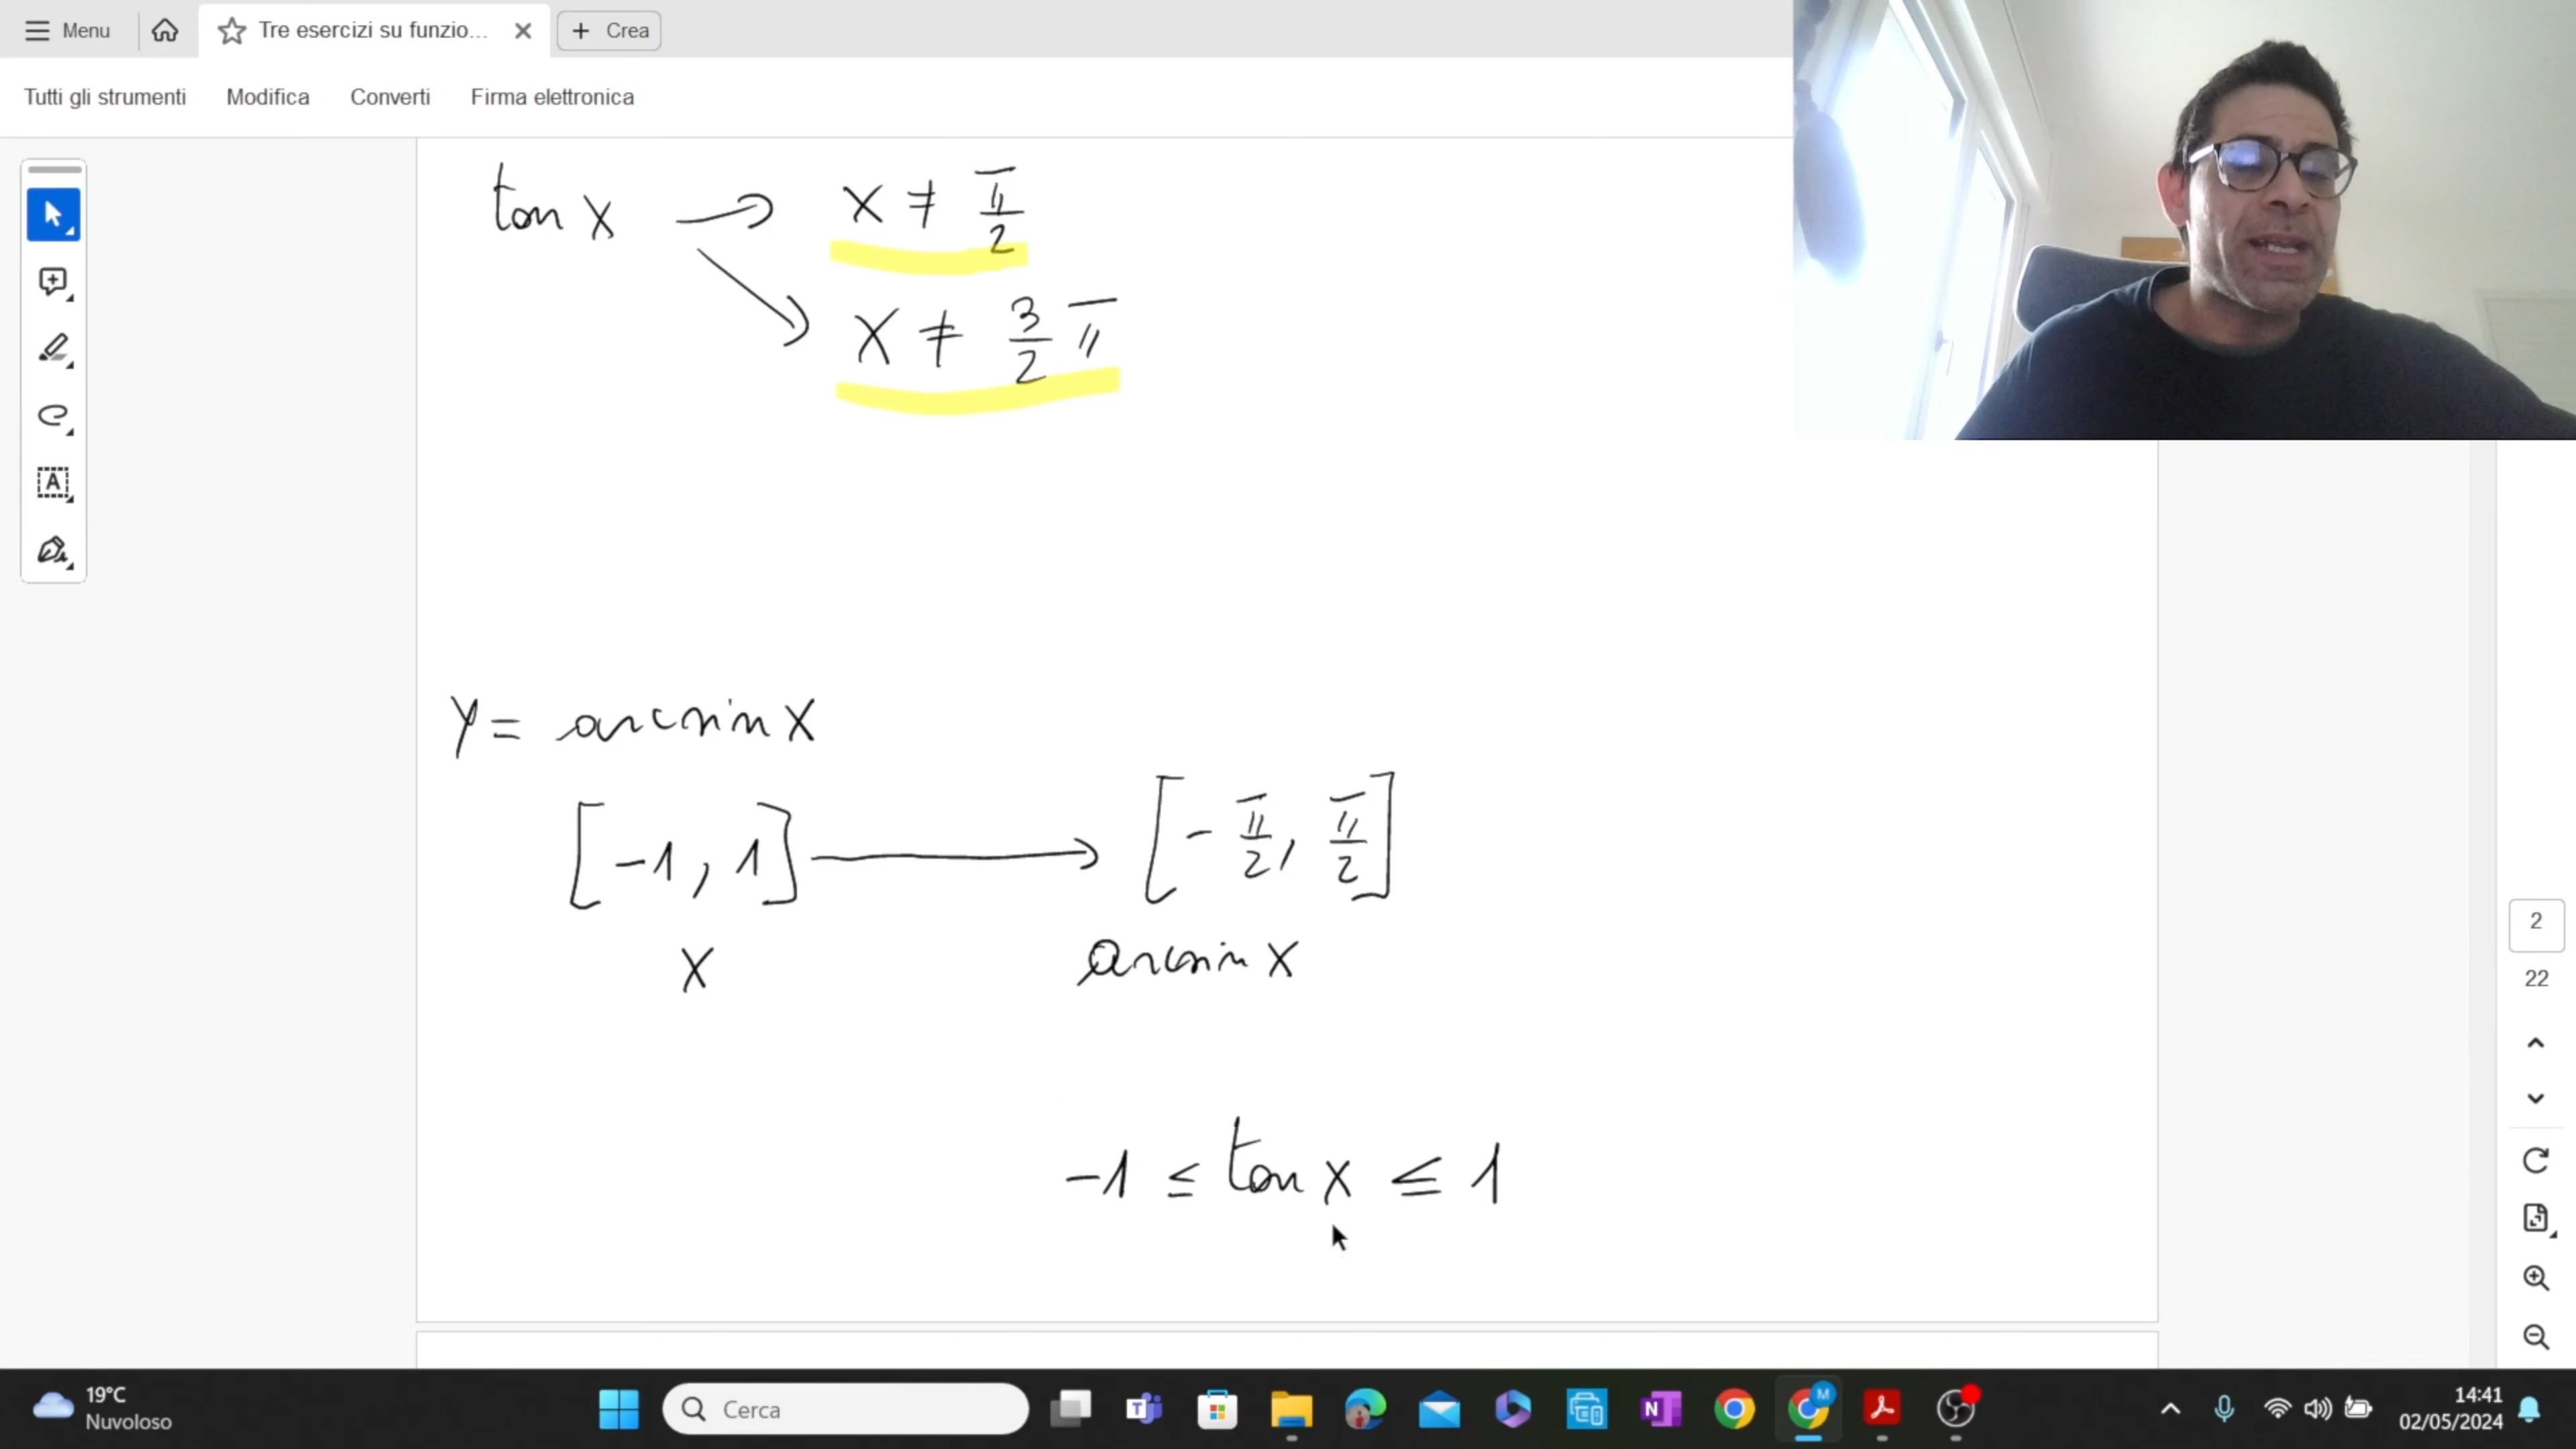 Menu
Tre esercizi su funzio...
Crea
Tutti gli strumenti
Modifica
Converti
Firma elettronica
tan x → x ≠ π/2
x ≠ 3/2 π
y = arcsin x
[-1, 1] → [-π/2, π/2]
x
arcsin x
-1 ≤ tan x ≤ 1
2
22
19°C
Nuvoloso
Cerca
14:41
02/05/2024